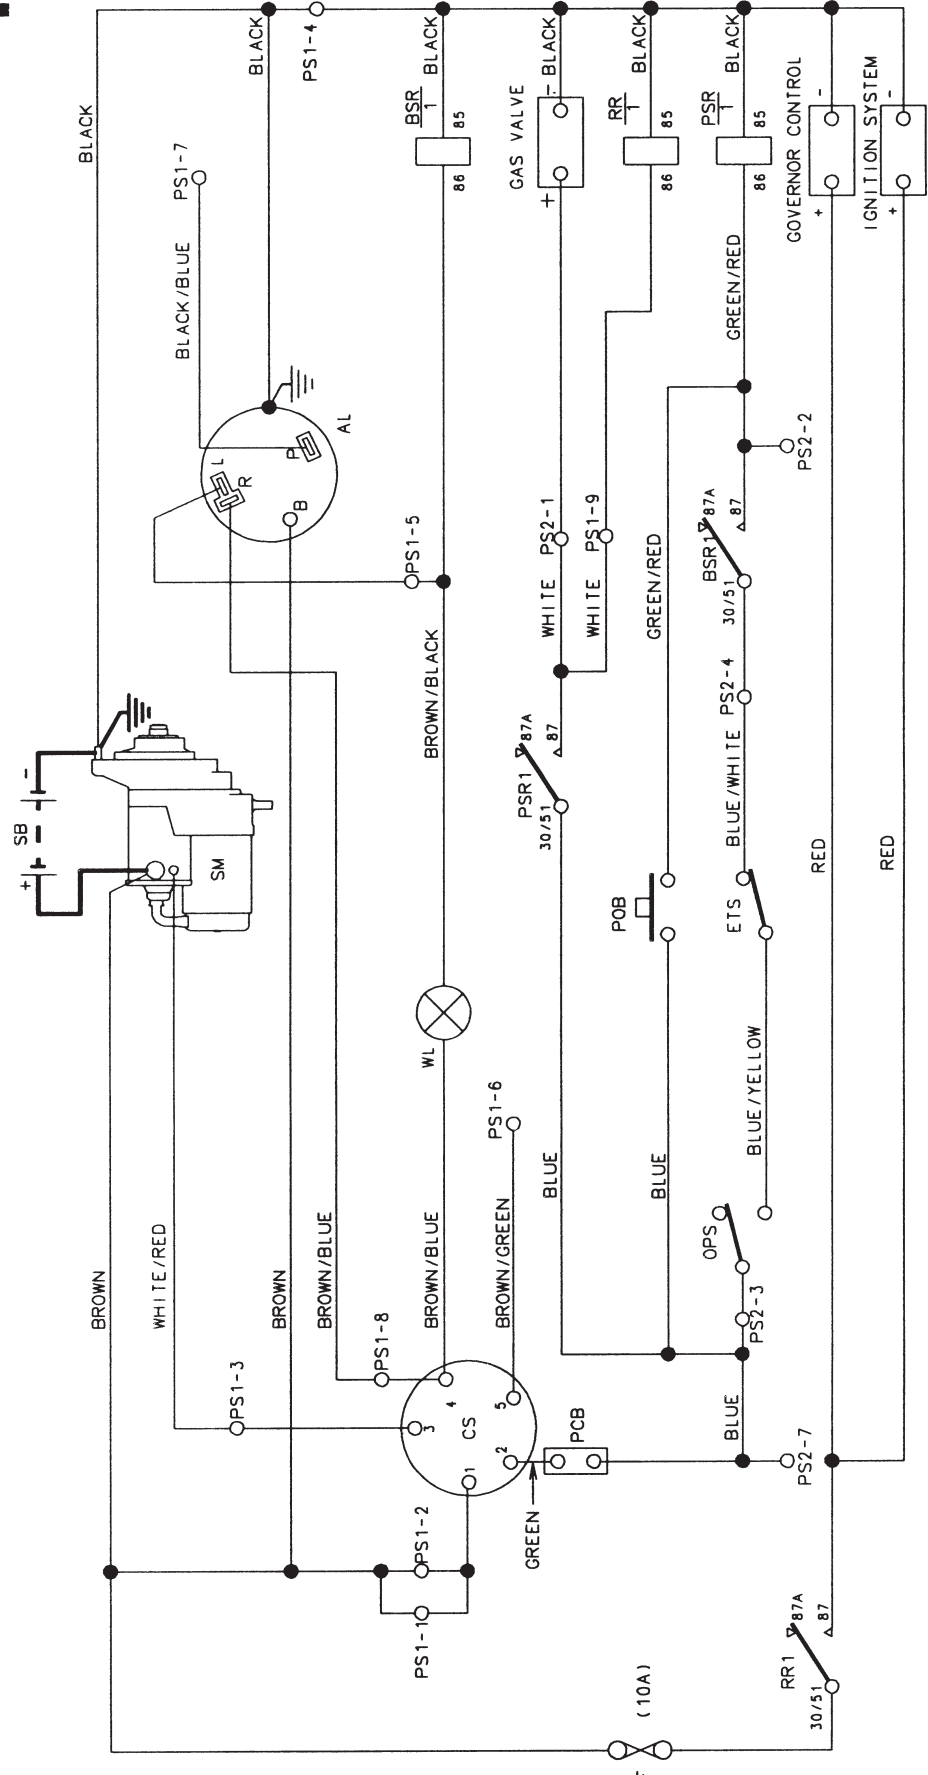 BLACK
BLACK
PS1-4
BLACK
BLACK
BLACK
BLACK
BSR
1
85
86
GAS VALVE
-
+
RR
1
85
86
PSR
1
85
86
GOVERNOR CONTROL
-
+
IGNITION SYSTEM
-
+
PS1-7
BLACK/BLUE
GREEN/RED
AL
L
R
P
B
PS1-5
PS2-1
PS1-9
WHITE
WHITE
GREEN/RED
PS2-2
BSR1
87A
87
30/51
BROWN/BLACK
PS2-4
BLUE/WHITE
SB
-
+
SM
PSR1
87A
87
30/51
RED
RED
POB
ETS
WL
PS1-6
BLUE/YELLOW
BROWN
WHITE/RED
BROWN
BROWN/BLUE
BROWN/BLUE
BROWN/GREEN
BLUE
BLUE
OPS
PS2-3
PS1-3
PS1-8
CS
1
2
3
4
5
PCB
BLUE
PS2-7
GREEN
PS1-2
PS1-1
RR1
87A
87
30/51
(10A)